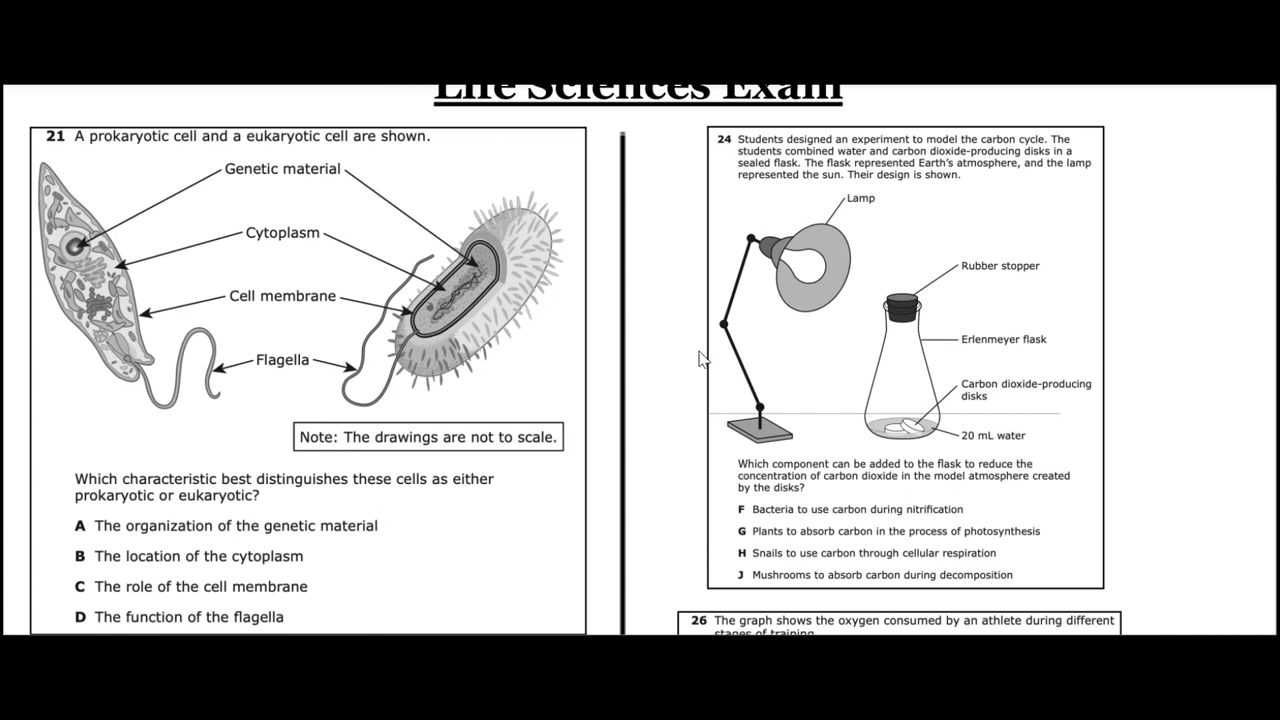 Life Sciences Exam
21 A prokaryotic cell and a eukaryotic cell are shown.
Genetic material
Cytoplasm
Cell membrane
Flagella
Note: The drawings are not to scale.
Which characteristic best distinguishes these cells as either
prokaryotic or eukaryotic?
A The organization of the genetic material
B The location of the cytoplasm
C The role of the cell membrane
D The function of the flagella
24 Students designed an experiment to model the carbon cycle. The
students combined water and carbon dioxide-producing disks in a
sealed flask. The flask represented Earth's atmosphere, and the lamp
represented the sun. Their design is shown.
Lamp
Rubber stopper
Erlenmeyer flask
Carbon dioxide-producing
disks
20 mL water
Which component can be added to the flask to reduce the
concentration of carbon dioxide in the model atmosphere created
by the disks?
F Bacteria to use carbon during nitrification
G Plants to absorb carbon in the process of photosynthesis
H Snails to use carbon through cellular respiration
J Mushrooms to absorb carbon during decomposition
26 The graph shows the oxygen consumed by an athlete during different
stages of training.